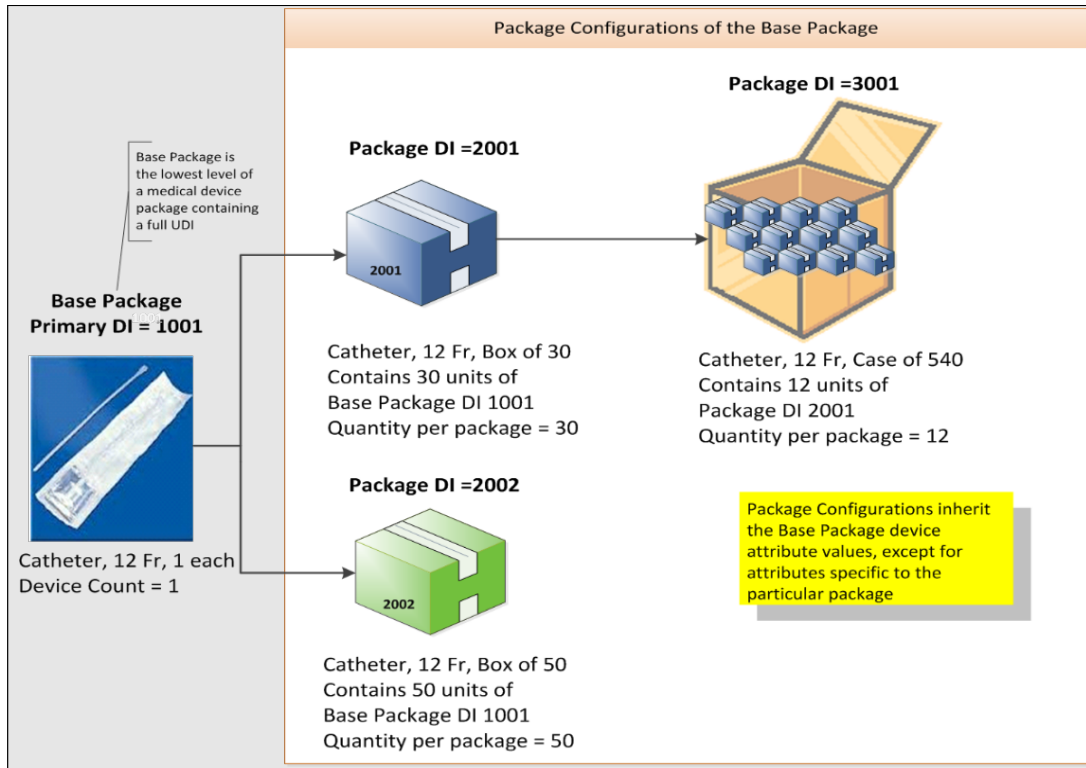 Package Configurations of the Base Package
Base Package is
the lowest level of
a medical device
package containing
a full UDI
Base Package
Primary DI = 1001
Catheter, 12 Fr, 1 each
Device Count = 1
Package DI =2001
2001
Catheter, 12 Fr, Box of 30
Contains 30 units of
Base Package DI 1001
Quantity per package = 30
Package DI =3001
Catheter, 12 Fr, Case of 540
Contains 12 units of
Package DI 2001
Quantity per package = 12
Package DI =2002
2002
Catheter, 12 Fr, Box of 50
Contains 50 units of
Base Package DI 1001
Quantity per package = 50
Package Configurations inherit
the Base Package device
attribute values, except for
attributes specific to the
particular package